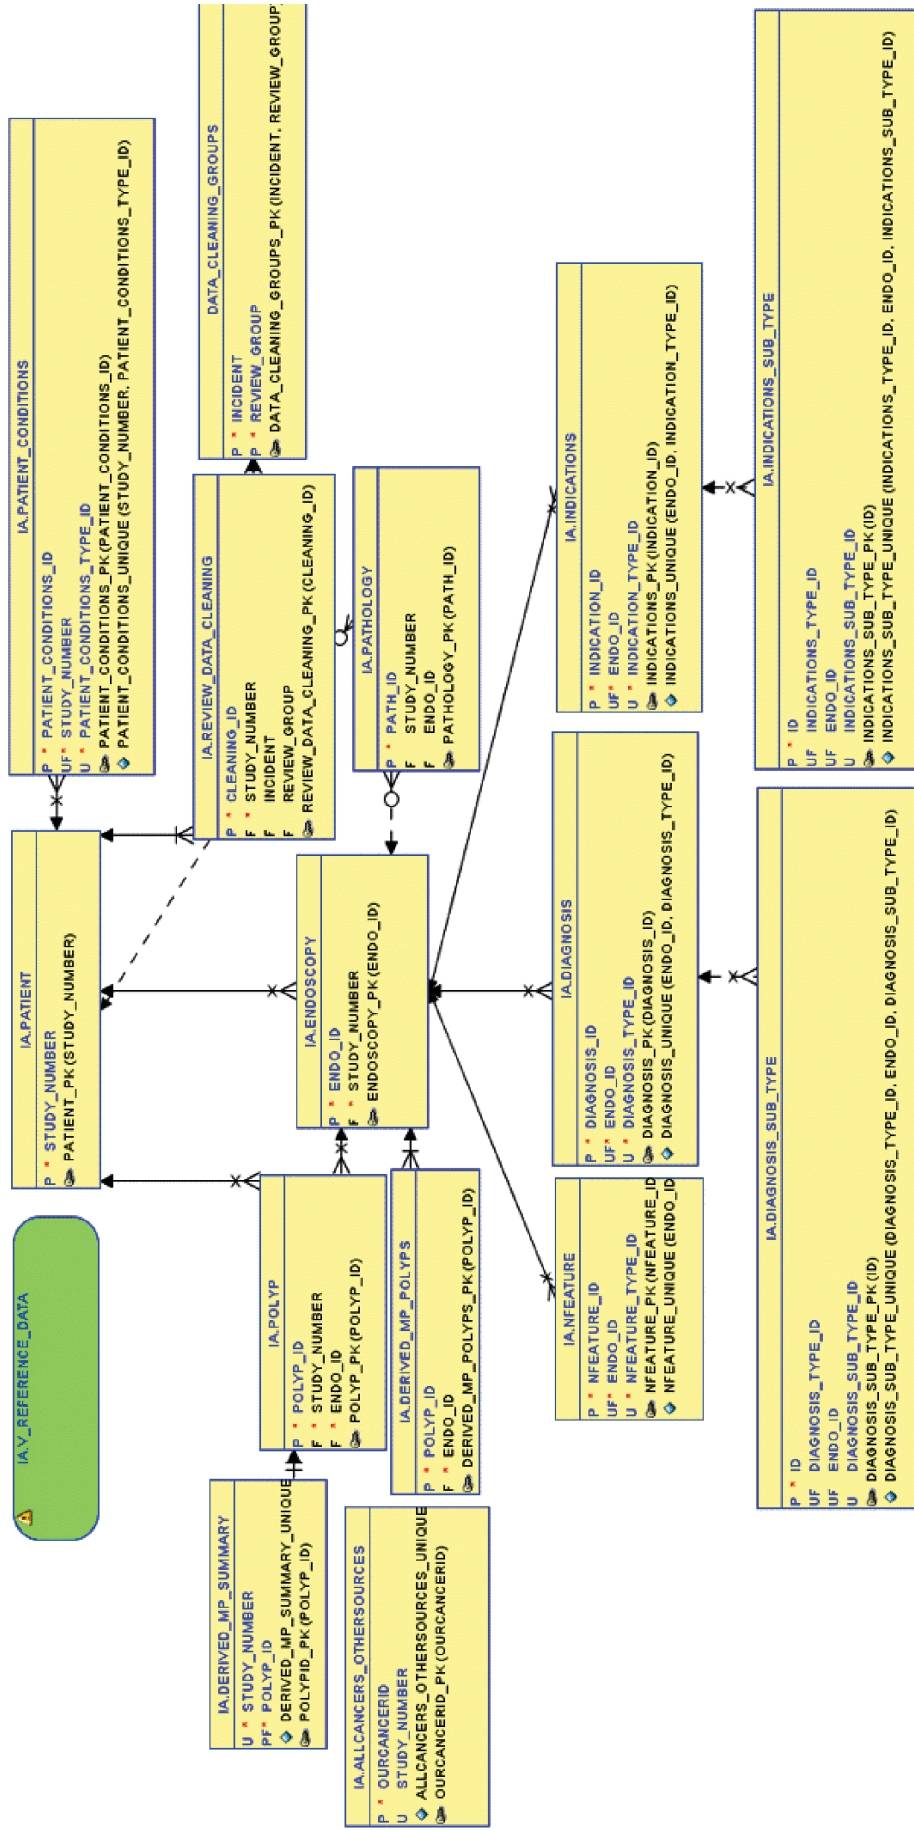 IA.V_REFERENCE_DATA
IA.PATIENT
P * STUDY_NUMBER
PATIENT_PK (STUDY_NUMBER)
IA.PATIENT_CONDITIONS
P * PATIENT_CONDITIONS_ID
UF* STUDY_NUMBER
U * PATIENT_CONDITIONS_TYPE_ID
PATIENT_CONDITIONS_PK (PATIENT_CONDITIONS_ID)
PATIENT_CONDITIONS_UNIQUE (STUDY_NUMBER, PATIENT_CONDITIONS_TYPE_ID)
IA.DERIVED_MP_SUMMARY
U * STUDY_NUMBER
PF* POLYP_ID
DERIVED_MP_SUMMARY_UNIQUE
POLYPID_PK (POLYP_ID)
IA.POLYP
P * POLYP_ID
F * STUDY_NUMBER
F * ENDO_ID
POLYP_PK (POLYP_ID)
IA.REVIEW_DATA_CLEANING
P * CLEANING_ID
F * STUDY_NUMBER
F INCIDENT
F REVIEW_GROUP
REVIEW_DATA_CLEANING_PK (CLEANING_ID)
DATA_CLEANING_GROUPS
P * INCIDENT
P * REVIEW_GROUP
DATA_CLEANING_GROUPS_PK (INCIDENT, REVIEW_GROUP
IA.ENDOSCOPY
P * ENDO_ID
F * STUDY_NUMBER
ENDOSCOPY_PK (ENDO_ID)
IA.ALLCANCERS_OTHERSOURCES
P * OURCANCERID
U STUDY_NUMBER
ALLCANCERS_OTHERSOURCES_UNIQUE
OURCANCERID_PK (OURCANCERID)
IA.DERIVED_MP_POLYPS
P * POLYP_ID
F * ENDO_ID
DERIVED_MP_POLYPS_PK (POLYP_ID)
IA.PATHOLOGY
P * PATH_ID
F STUDY_NUMBER
F ENDO_ID
PATHOLOGY_PK (PATH_ID)
IA.NFEATURE
P * NFEATURE_ID
UF* ENDO_ID
U * NFEATURE_TYPE_ID
NFEATURE_PK (NFEATURE_ID
NFEATURE_UNIQUE (ENDO_ID
IA.DIAGNOSIS
P * DIAGNOSIS_ID
UF* ENDO_ID
U * DIAGNOSIS_TYPE_ID
DIAGNOSIS_PK (DIAGNOSIS_ID)
DIAGNOSIS_UNIQUE (ENDO_ID, DIAGNOSIS_TYPE_ID)
IA.INDICATIONS
P * INDICATION_ID
UF* ENDO_ID
U * INDICATION_TYPE_ID
INDICATIONS_PK (INDICATION_ID)
INDICATIONS_UNIQUE (ENDO_ID, INDICATION_TYPE_ID)
IA.DIAGNOSIS_SUB_TYPE
P * ID
UF DIAGNOSIS_TYPE_ID
UF ENDO_ID
U DIAGNOSIS_SUB_TYPE_ID
DIAGNOSIS_SUB_TYPE_PK (ID)
DIAGNOSIS_SUB_TYPE_UNIQUE (DIAGNOSIS_TYPE_ID, ENDO_ID, DIAGNOSIS_SUB_TYPE_ID)
IA.INDICATIONS_SUB_TYPE
P * ID
UF INDICATIONS_TYPE_ID
UF ENDO_ID
U INDICATIONS_SUB_TYPE_ID
INDICATIONS_SUB_TYPE_PK (ID)
INDICATIONS_SUB_TYPE_UNIQUE (INDICATIONS_TYPE_ID, ENDO_ID, INDICATIONS_SUB_TYPE_ID)